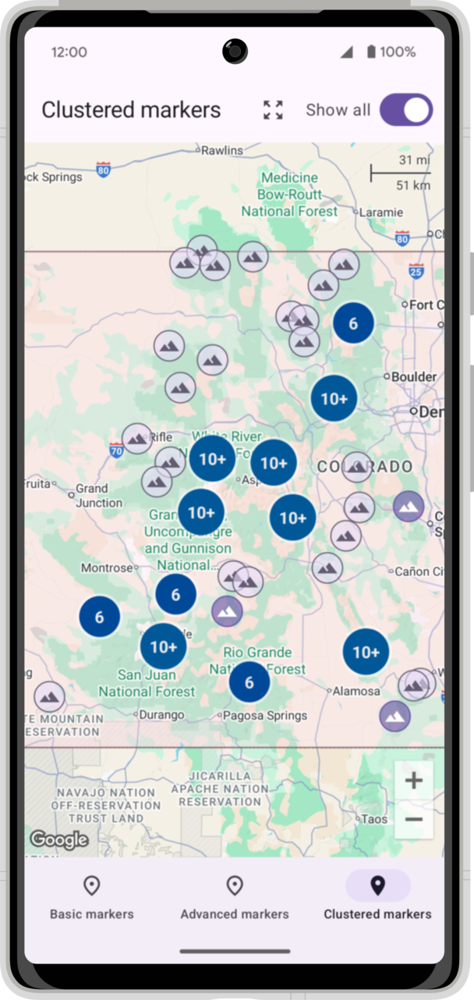 12:00
100%
Clustered markers
Show all
Rawlins
80
ock Springs
31 mi
51 km
Medicine
Bow-Routt
National Forest
Laramie
80
25
Fort C
6
10+
Boulder
Den
Rifle
White River
70
10+
10+
Asp
COLORADO
Fruita
Grand
Junction
10+
10+
Gran
Uncompahgre
and Gunnison
National...
Montrose
Cañon Cit
6
6
10+
10+
Rio Grande
National Forest
6
San Juan
National Forest
Alamosa
Durango
Pagosa Springs
TE MOUNTAIN
ESERVATION
JICARILLA
APACHE NATION
RESERVATION
NAVAJO NATION
OFF-RESERVATION
TRUST LAND
Taos
+
−
Google
Basic markers
Advanced markers
Clustered markers